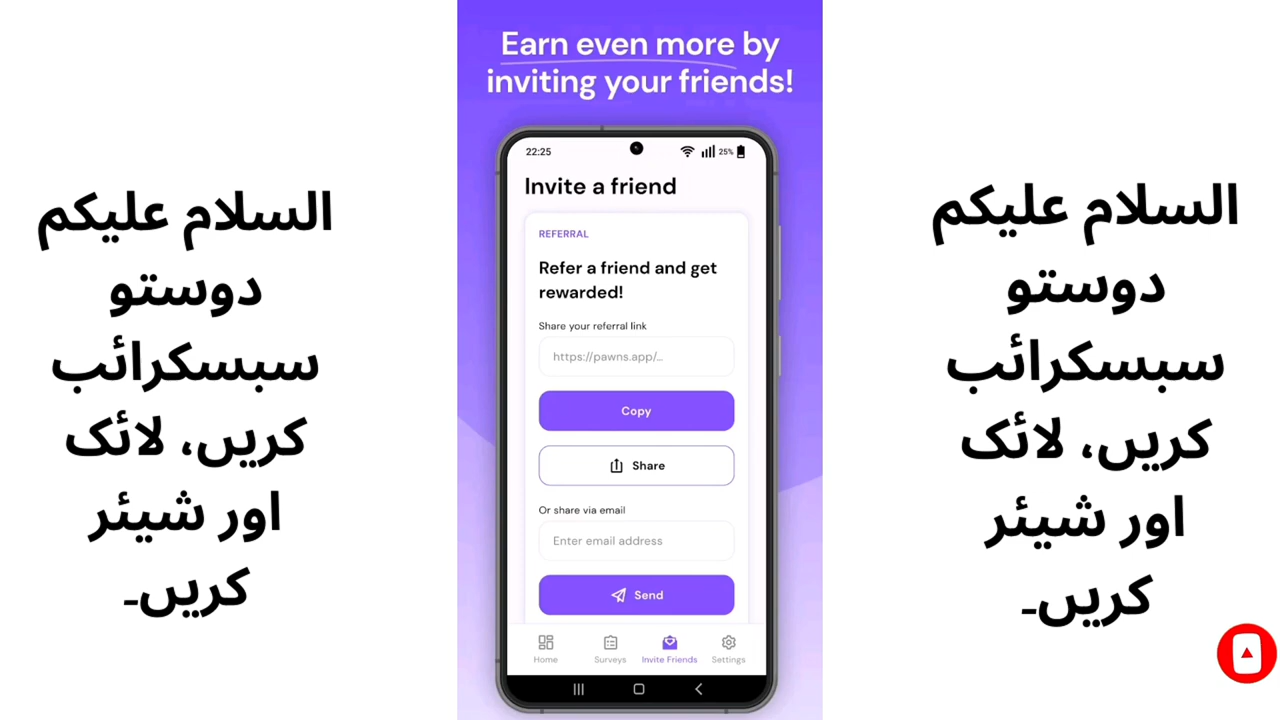 السلام علیکم
دوستو
سبسکرائب
کریں، لائک
اور شیئر
کریں۔
Earn even more by
inviting your friends!
22:25
25%
Invite a friend
REFERRAL
Refer a friend and get
rewarded!
Share your referral link
https://pawns.app/...
Copy
Share
Or share via email
Enter email address
Send
Home
Surveys
Invite Friends
Settings
السلام علیکم
دوستو
سبسکرائب
کریں، لائک
اور شیئر
کریں۔